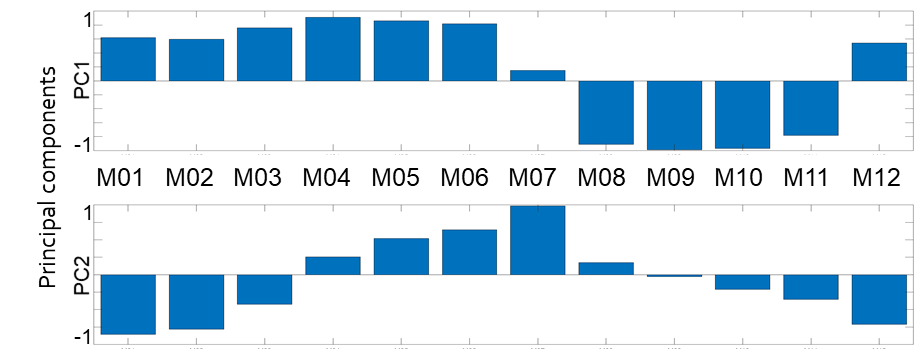 Principal components
1
PC1
-1
M01 M02 M03 M04 M05 M06 M07 M08 M09 M10 M11 M12
1
PC2
-1